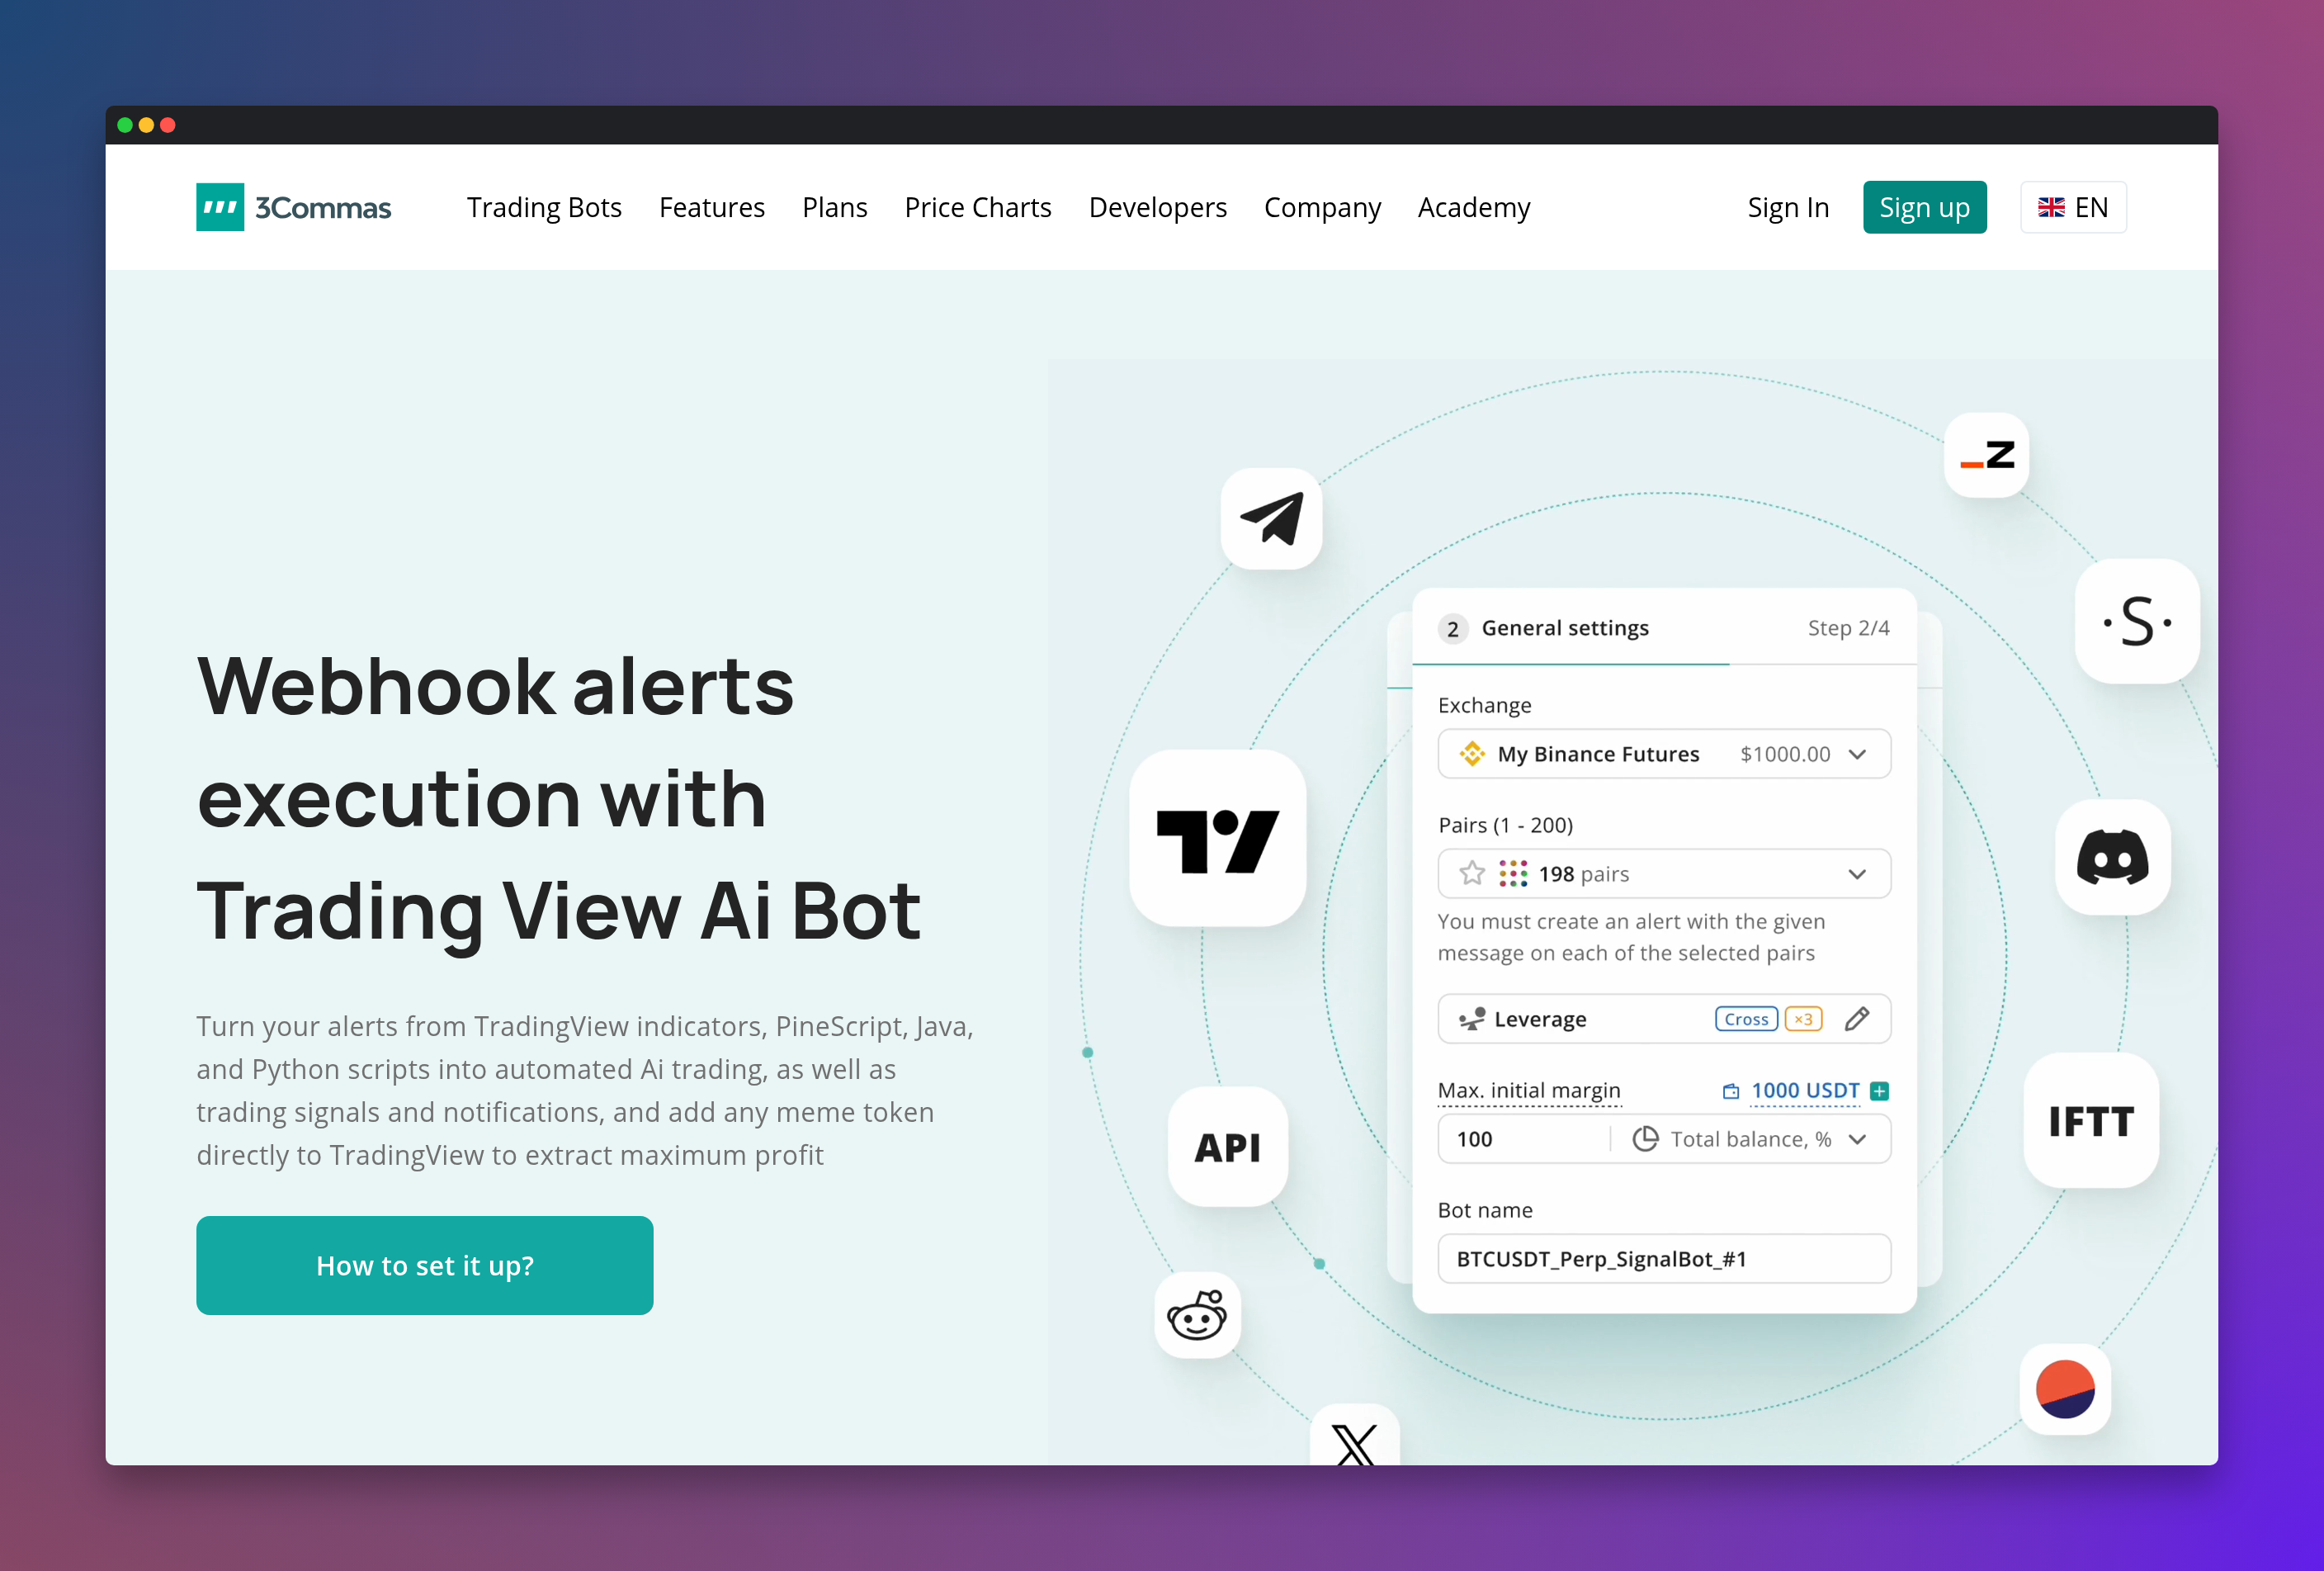 3Commas
Trading Bots Features Plans Price Charts Developers Company Academy
Sign In Sign up EN
Webhook alerts
execution with
Trading View Ai Bot
Turn your alerts from TradingView indicators, PineScript, Java,
and Python scripts into automated Ai trading, as well as
trading signals and notifications, and add any meme token
directly to TradingView to extract maximum profit
How to set it up?
Z
·S·
API
IFTT
2 General settings Step 2/4
Exchange
My Binance Futures $1000.00
Pairs (1 - 200)
198 pairs
You must create an alert with the given
message on each of the selected pairs
Leverage Cross ×3
Max. initial margin 1000 USDT
100 Total balance, %
Bot name
BTCUSDT_Perp_SignalBot_#1